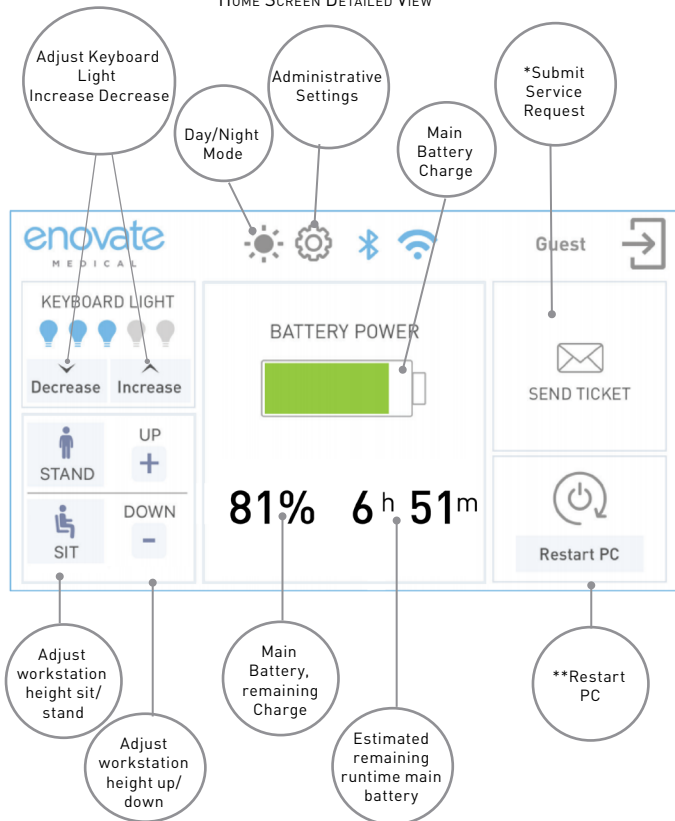 HOME SCREEN DETAILED VIEW
Adjust Keyboard
Light
Increase Decrease
Administrative
Settings
*Submit
Service
Request
Day/Night
Mode
Main
Battery
Charge
enovate
MEDICAL
Guest
KEYBOARD LIGHT
Decrease
Increase
BATTERY POWER
SEND TICKET
STAND
UP
+
SIT
DOWN
-
81%
6 h 51 m
Restart PC
Adjust
workstation
height sit/
stand
Adjust
workstation
height up/
down
Main
Battery,
remaining
Charge
Estimated
remaining
runtime main
battery
**Restart
PC